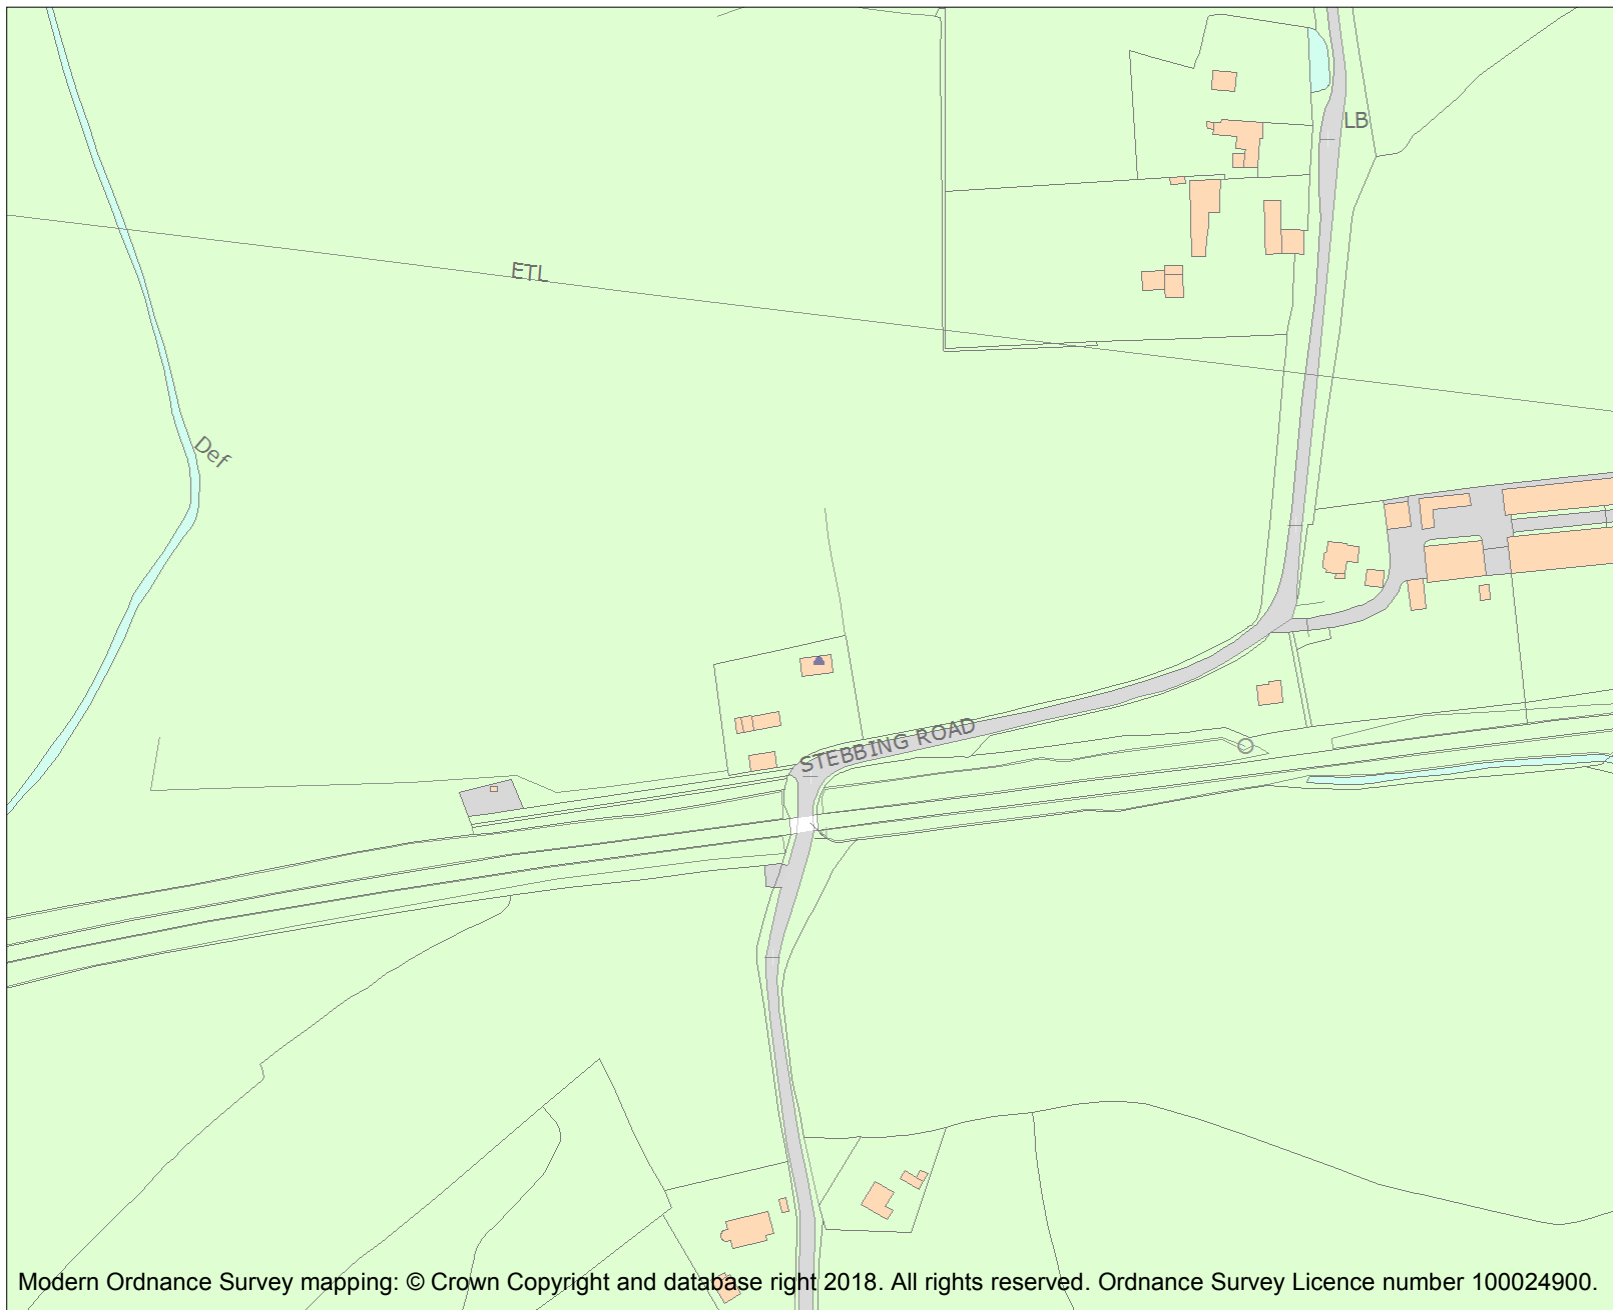 LB
ETL
Def
STEBBING ROAD
Modern Ordnance Survey mapping: © Crown Copyright and database right 2018. All rights reserved. Ordnance Survey Licence number 100024900.